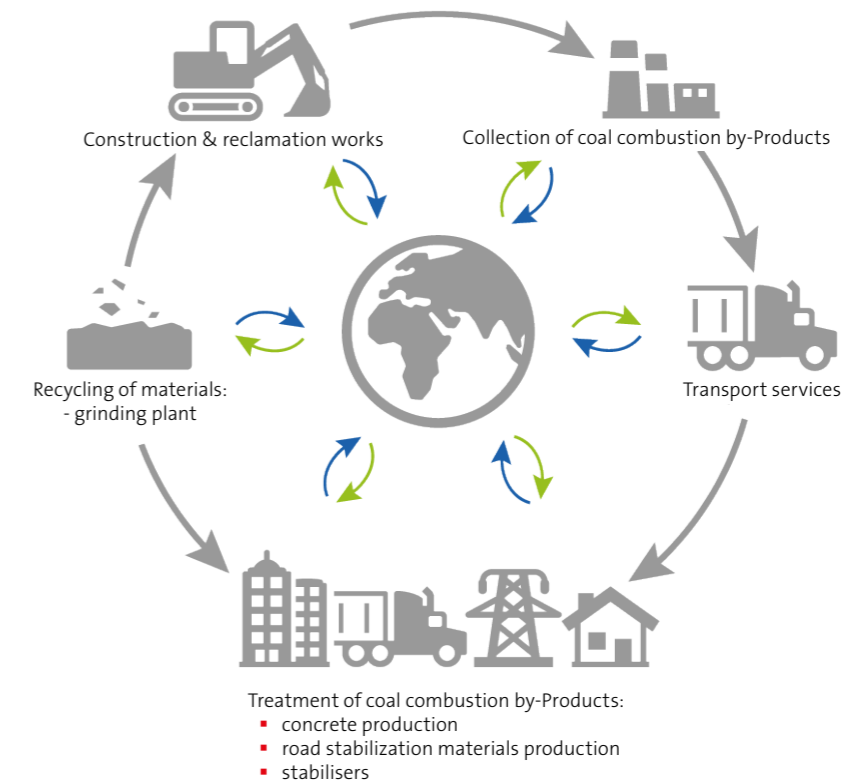 Construction & reclamation works
Collection of coal combustion by-Products
Transport services
Recycling of materials:
- grinding plant
Treatment of coal combustion by-Products:
▪ concrete production
▪ road stabilization materials production
▪ stabilisers